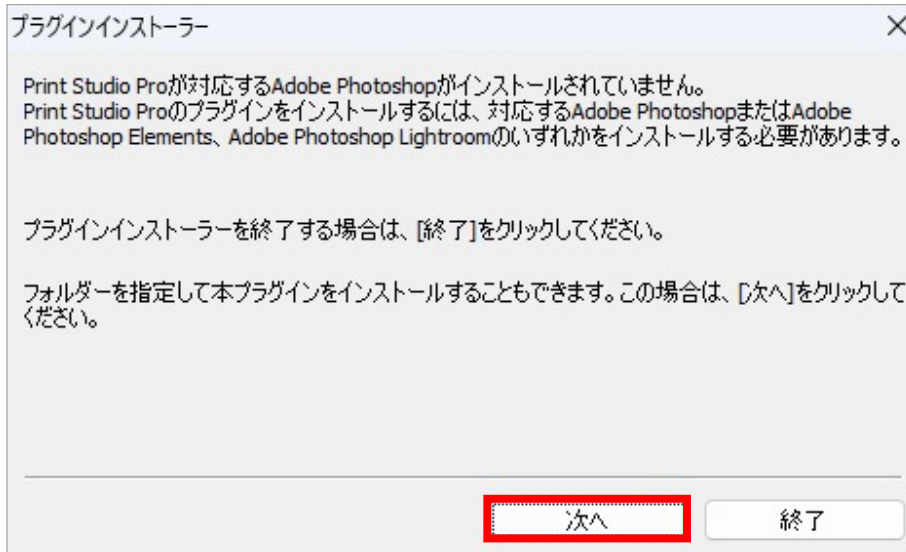 プラグインインストーラー
Print Studio Proが対応するAdobe Photoshopがインストールされていません。
Print Studio Proのプラグインをインストールするには、対応するAdobe PhotoshopまたはAdobe
Photoshop Elements、Adobe Photoshop Lightroomのいずれかをインストールする必要があります。
プラグインインストーラーを終了する場合は、[終了]をクリックしてください。
フォルダーを指定して本プラグインをインストールすることもできます。この場合は、[次へ]をクリックして
ください。
次へ
終了